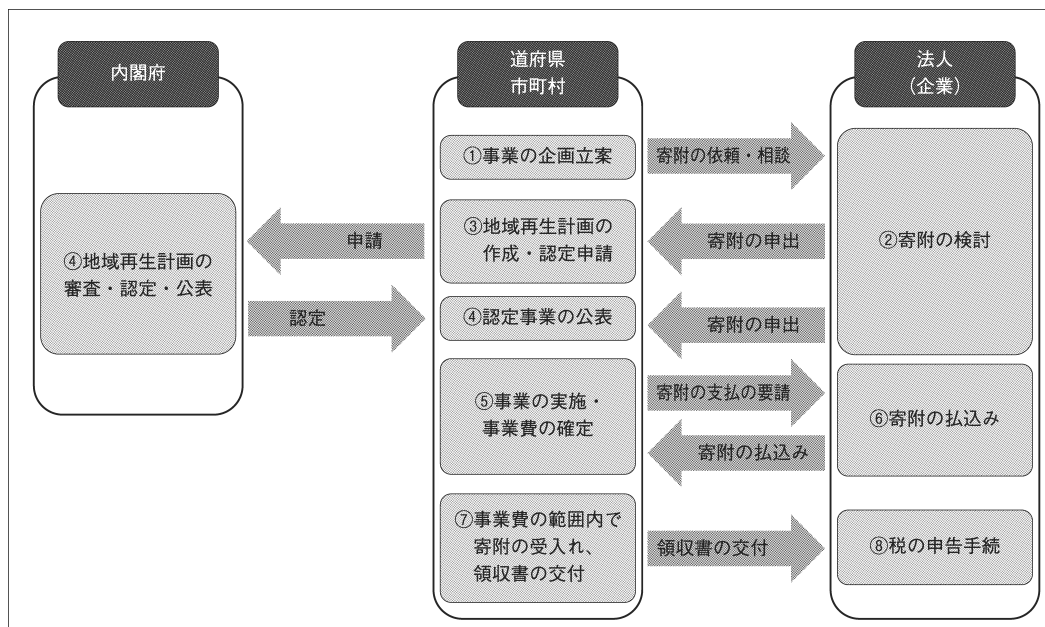 内閣府
④地域再生計画の
審査・認定・公表
申請
認定
道府県
市町村
①事業の企画立案
③地域再生計画の
作成・認定申請
④認定事業の公表
⑤事業の実施・
事業費の確定
⑦事業費の範囲内で
寄附の受入れ、
領収書の交付
寄附の依頼・相談
寄附の申出
寄附の申出
寄附の支払の要請
寄附の払込み
領収書の交付
法人
（企業）
②寄附の検討
⑥寄附の払込み
⑧税の申告手続